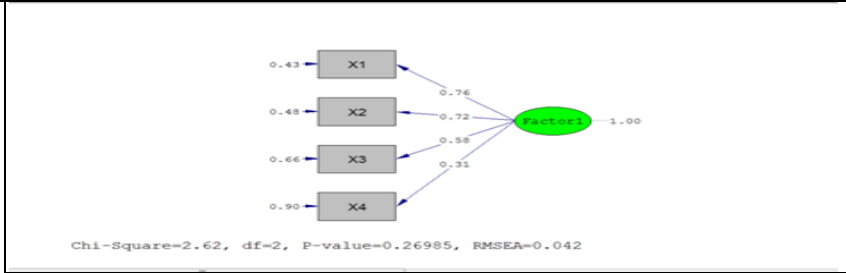 0.43 X1
0.76
0.48 X2 0.72 Factor1 1.00
0.58
0.66 X3 0.31
0.90 X4
Chi-Square=2.62, df=2, P-value=0.26985, RMSEA=0.042